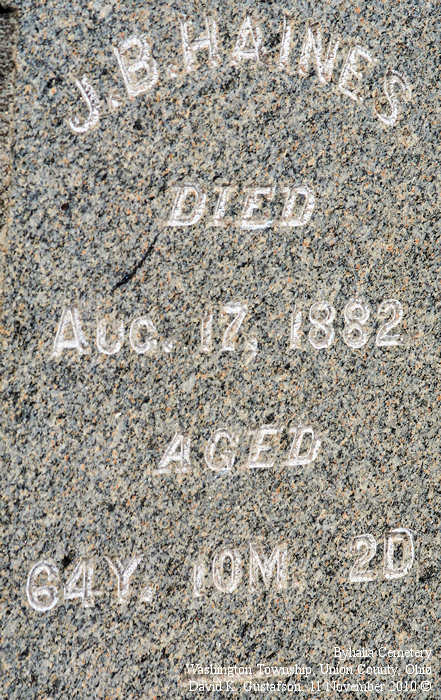 J. B. HAINES
DIED
AUG. 17, 1882
AGED
64Y. 10M 2D
Byhalia Cemetery
Washington Township, Union County, Ohio
David K. Gustafson, 11 November 2010 ©